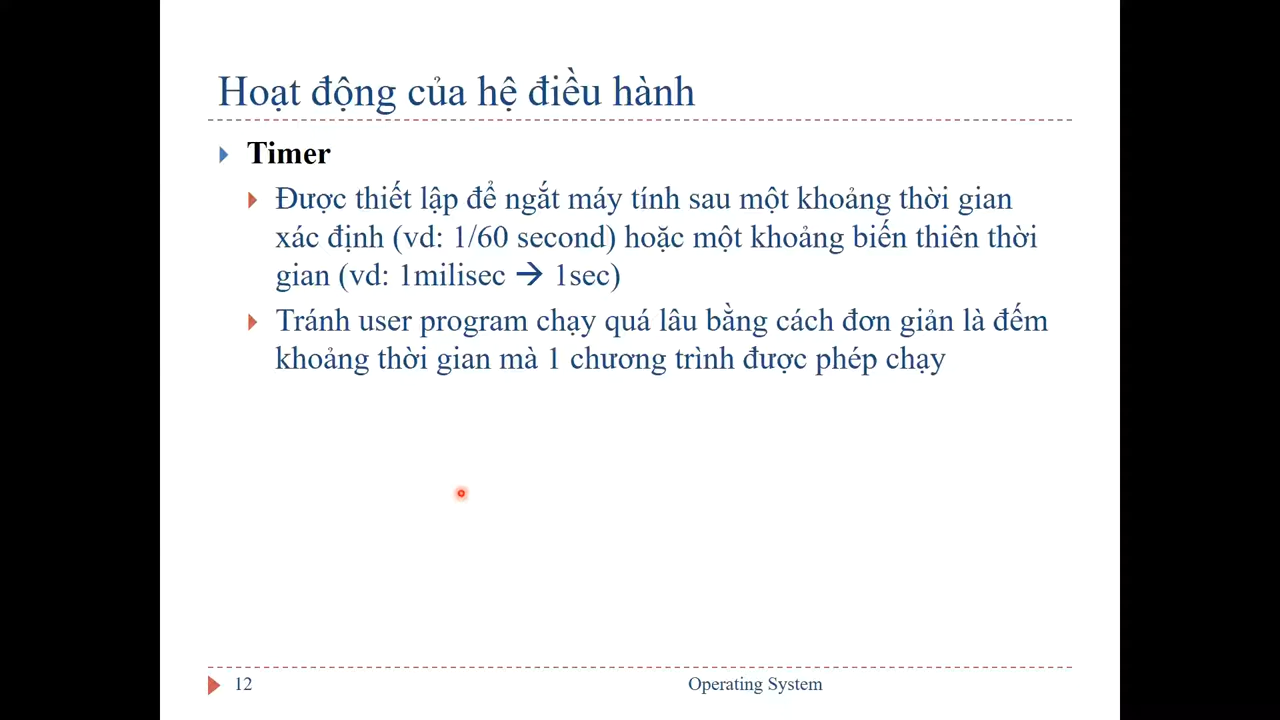 Hoạt động của hệ điều hành
Timer
Được thiết lập để ngắt máy tính sau một khoảng thời gian
xác định (vd: 1/60 second) hoặc một khoảng biến thiên thời
gian (vd: 1milisec → 1sec)
Tránh user program chạy quá lâu bằng cách đơn giản là đếm
khoảng thời gian mà 1 chương trình được phép chạy
12
Operating System